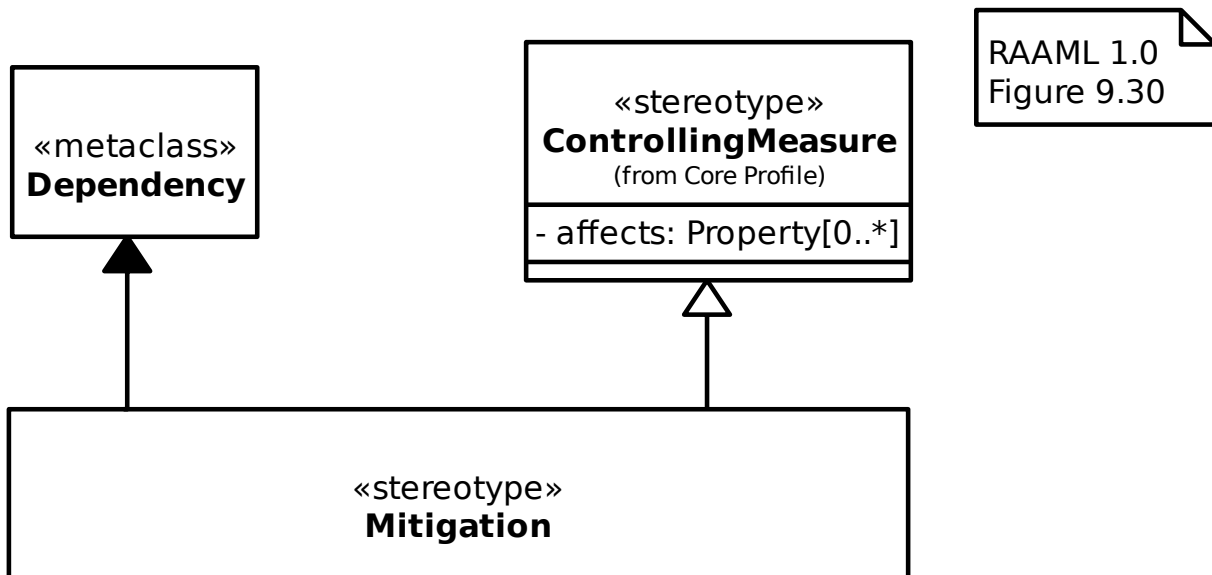 «metaclass»
Dependency
«stereotype»
ControllingMeasure
(from Core Profile)
- affects: Property[0..*]
RAAML 1.0
Figure 9.30
«stereotype»
Mitigation